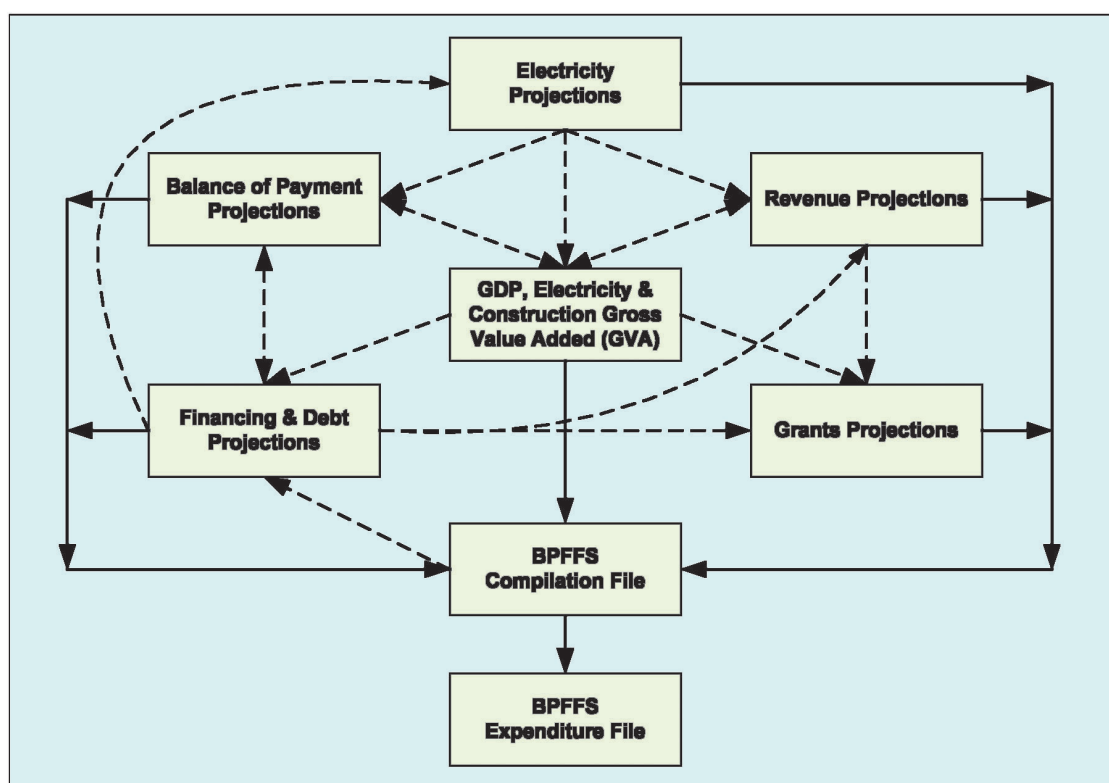 Electricity
Projections
Balance of Payment
Projections
Revenue Projections
GDP, Electricity &
Construction Gross
Value Added (GVA)
Financing & Debt
Projections
Grants Projections
BPFFS
Compilation File
BPFFS
Expenditure File